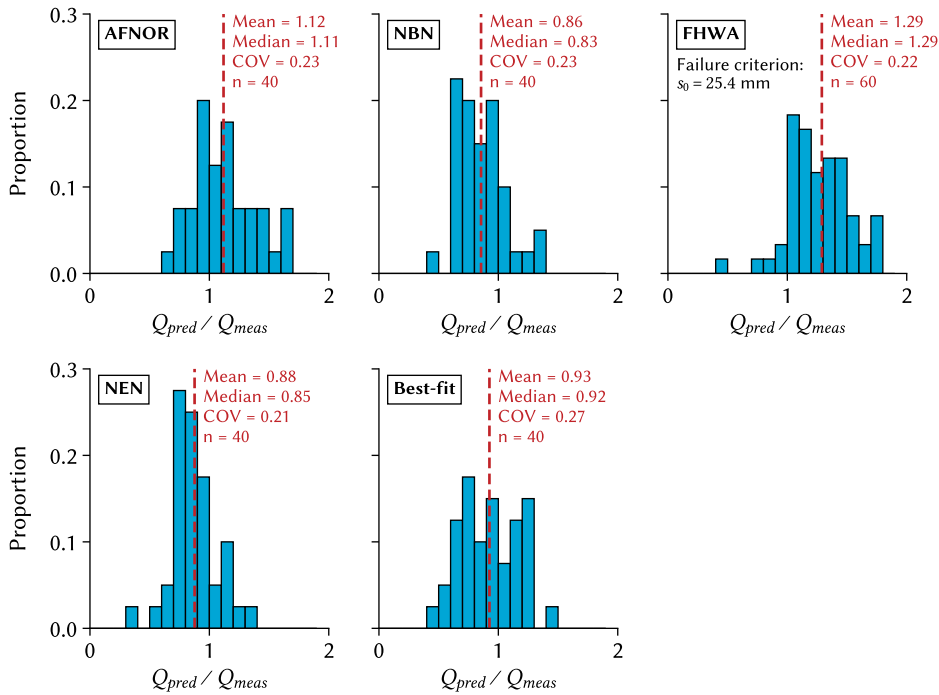 AFNOR
Mean = 1.12
Median = 1.11
COV = 0.23
n = 40
0.3
0.2
0.1
0.0
Proportion
0 1 2
Qpred / Qmeas
NBN
Mean = 0.86
Median = 0.83
COV = 0.23
n = 40
0 1 2
Qpred / Qmeas
FHWA
Failure criterion:
s0 = 25.4 mm
Mean = 1.29
Median = 1.29
COV = 0.22
n = 60
0 1 2
Qpred / Qmeas
NEN
Mean = 0.88
Median = 0.85
COV = 0.21
n = 40
0.3
0.2
0.1
0.0
Proportion
0 1 2
Qpred / Qmeas
Best-fit
Mean = 0.93
Median = 0.92
COV = 0.27
n = 40
0 1 2
Qpred / Qmeas